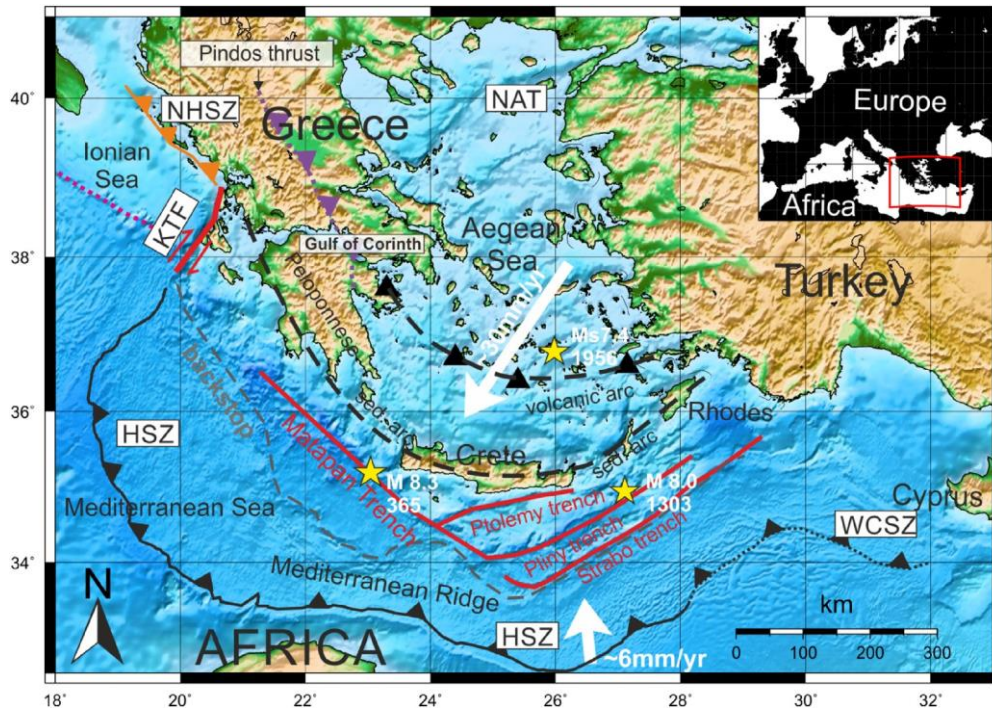 Pindos thrust
40°
NHSZ
Greece
NAT
Europe
Ionian
Sea
Africa
KTF
38°
Gulf of Corinth
Aegean
Sea
Turkey
Peloponnese
~30mm/yr
Ms7.4
1956
volcanic arc
36°
backstop
HSZ
sed. arc
Rhodes
Crete
sed. arc
Matapan Trench
M 8.3
365
M 8.0
1303
Cyprus
Mediterranean Sea
Ptolemy trench
Pliny trench
Strabo trench
WCSZ
34°
N
Mediterranean Ridge
km
HSZ
~6mm/yr
AFRICA
0 100 200 300
18° 20° 22° 24° 26° 28° 30° 32°